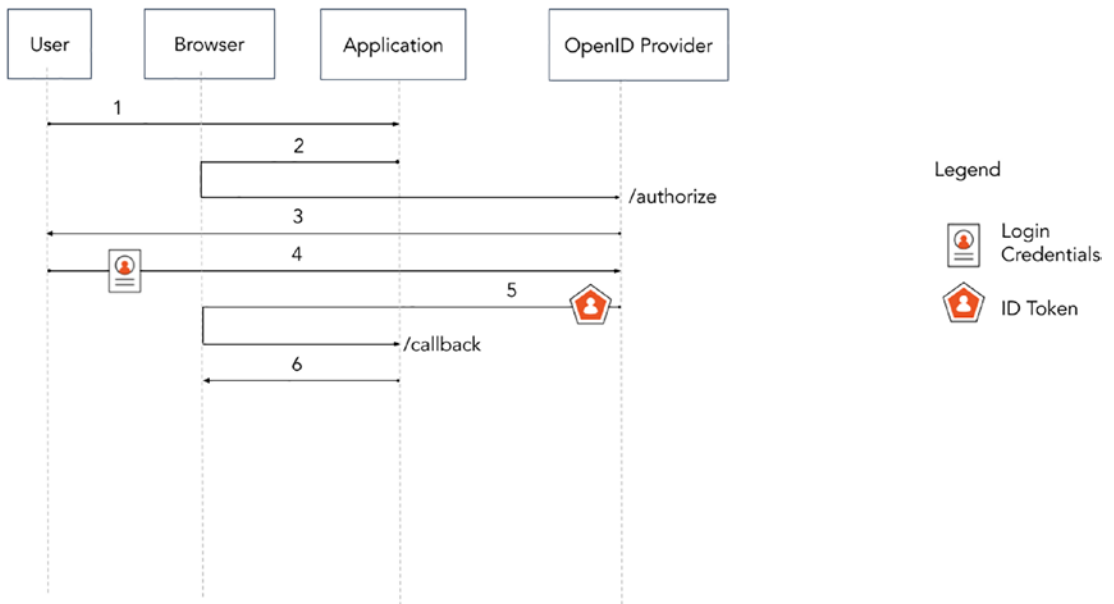 User
Browser
Application
OpenID Provider
1
2
/authorize
3
4
5
/callback
6
Legend
Login
Credentials
ID Token